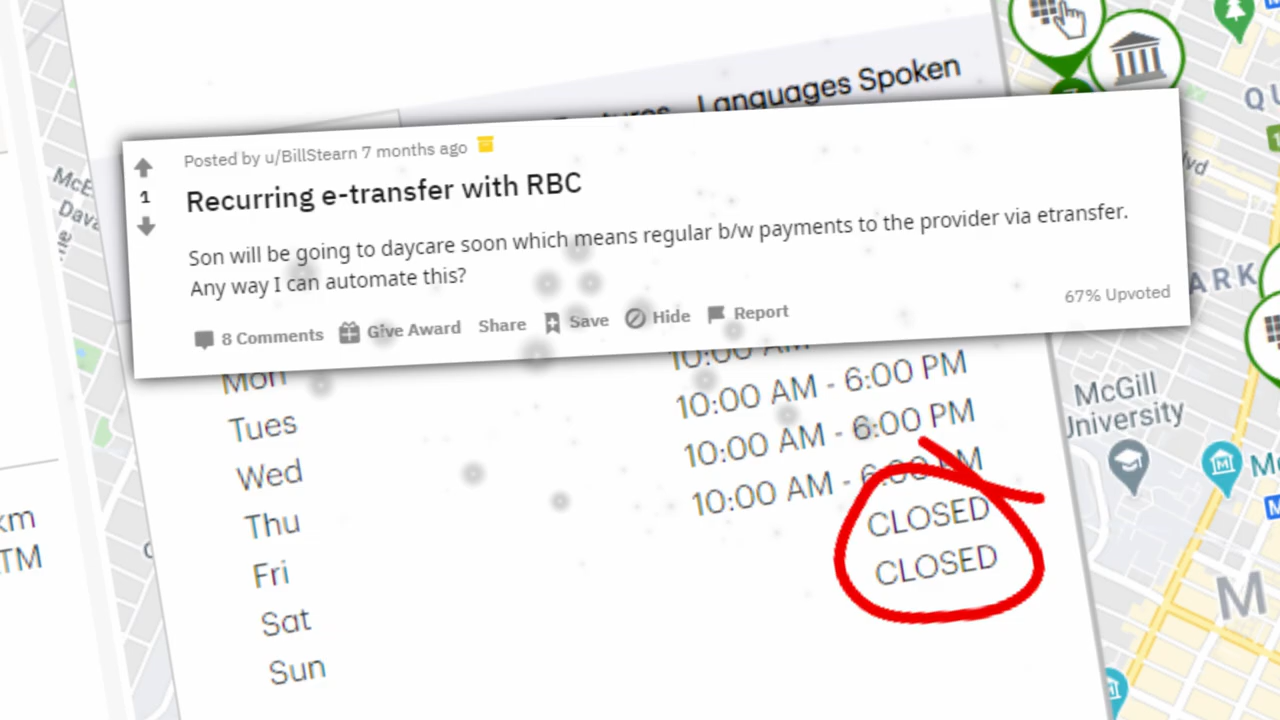 Languages Spoken
Posted by u/BillStearn 7 months ago
1
Recurring e-transfer with RBC
Son will be going to daycare soon which means regular b/w payments to the provider via etransfer.
Any way I can automate this?
8 Comments Give Award Share Save Hide Report
67% Upvoted
Mon 10:00 AM
Tues 10:00 AM - 6:00 PM
Wed 10:00 AM - 6:00 PM
Thu 10:00 AM - 6:00 PM
Fri CLOSED
Sat CLOSED
Sun
McGill
University
M